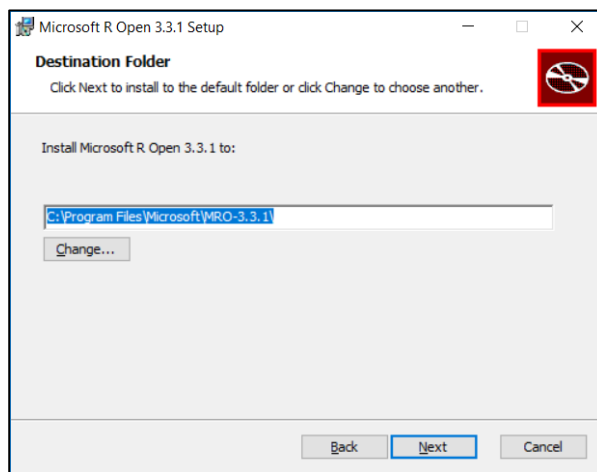 Microsoft R Open 3.3.1 Setup
Destination Folder
Click Next to install to the default folder or click Change to choose another.
Install Microsoft R Open 3.3.1 to:
C:\Program Files\Microsoft\MRO-3.3.1\
Change...
Back Next Cancel